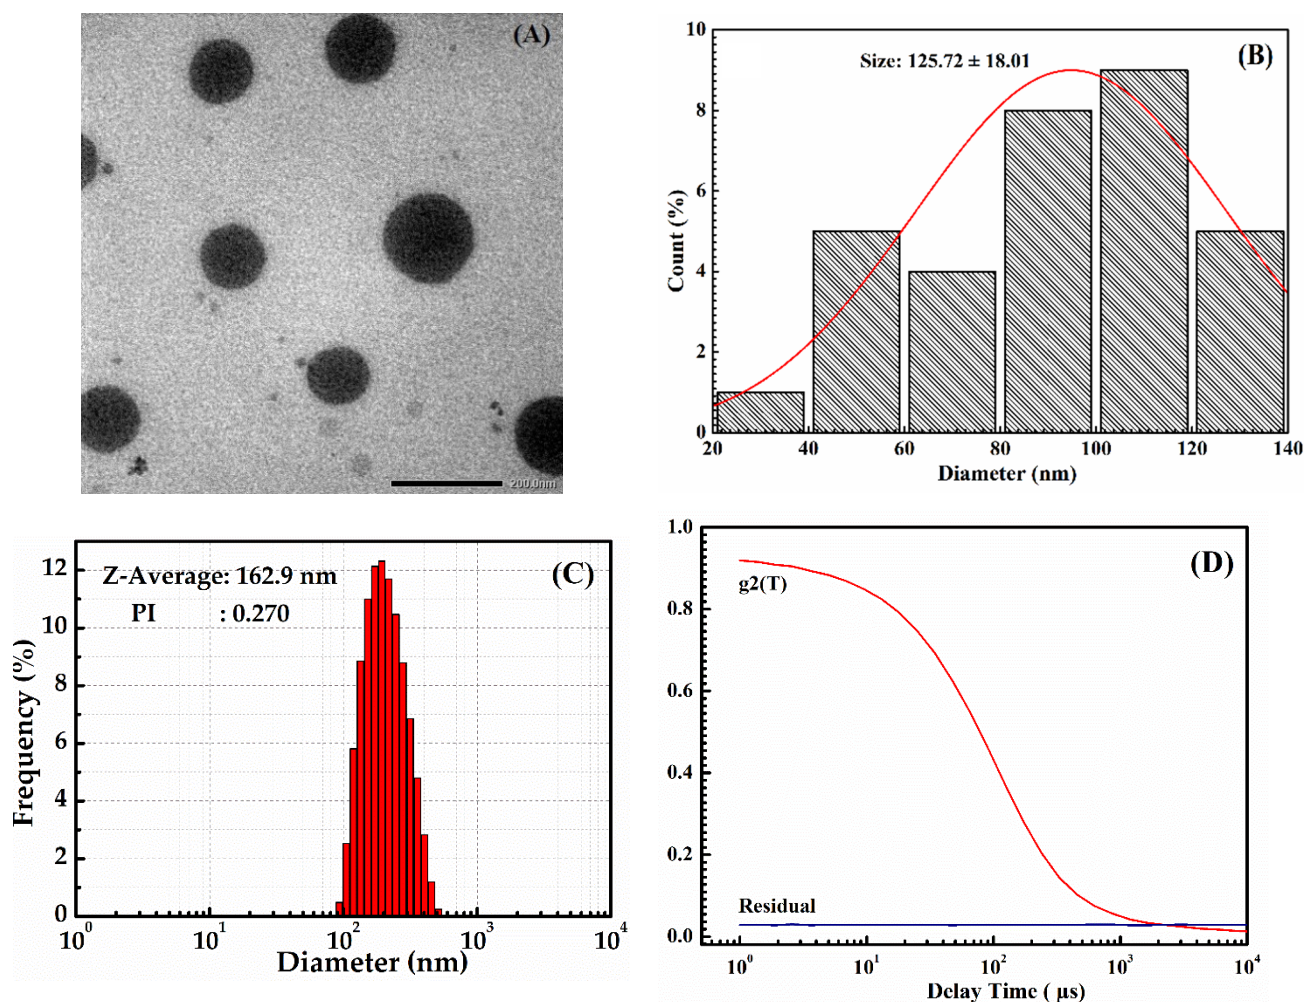 (A)
200.0nm
(B)
Size: 125.72 ± 18.01
10
8
6
4
2
0
Count (%)
20 40 60 80 100 120 140
Diameter (nm)
(C)
Z-Average: 162.9 nm
PI : 0.270
12
10
8
6
4
2
0
Frequency (%)
10⁰ 10¹ 10² 10³ 10⁴
Diameter (nm)
(D)
g2(T)
Residual
1.0
0.8
0.6
0.4
0.2
0.0
10⁰ 10¹ 10² 10³ 10⁴
Delay Time ( µs)